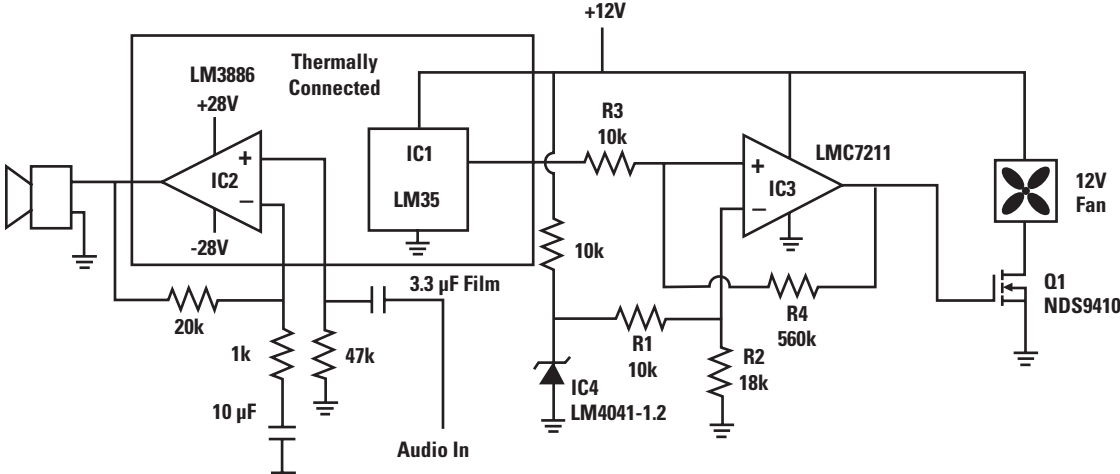 +12V
Thermally
Connected
LM3886
+28V
+
IC2
−
-28V
IC1
LM35
R3
10k
LMC7211
+
IC3
−
12V
Fan
10k
3.3 µF Film
20k
1k
47k
10 µF
Audio In
R1
10k
R2
18k
R4
560k
IC4
LM4041-1.2
Q1
NDS9410